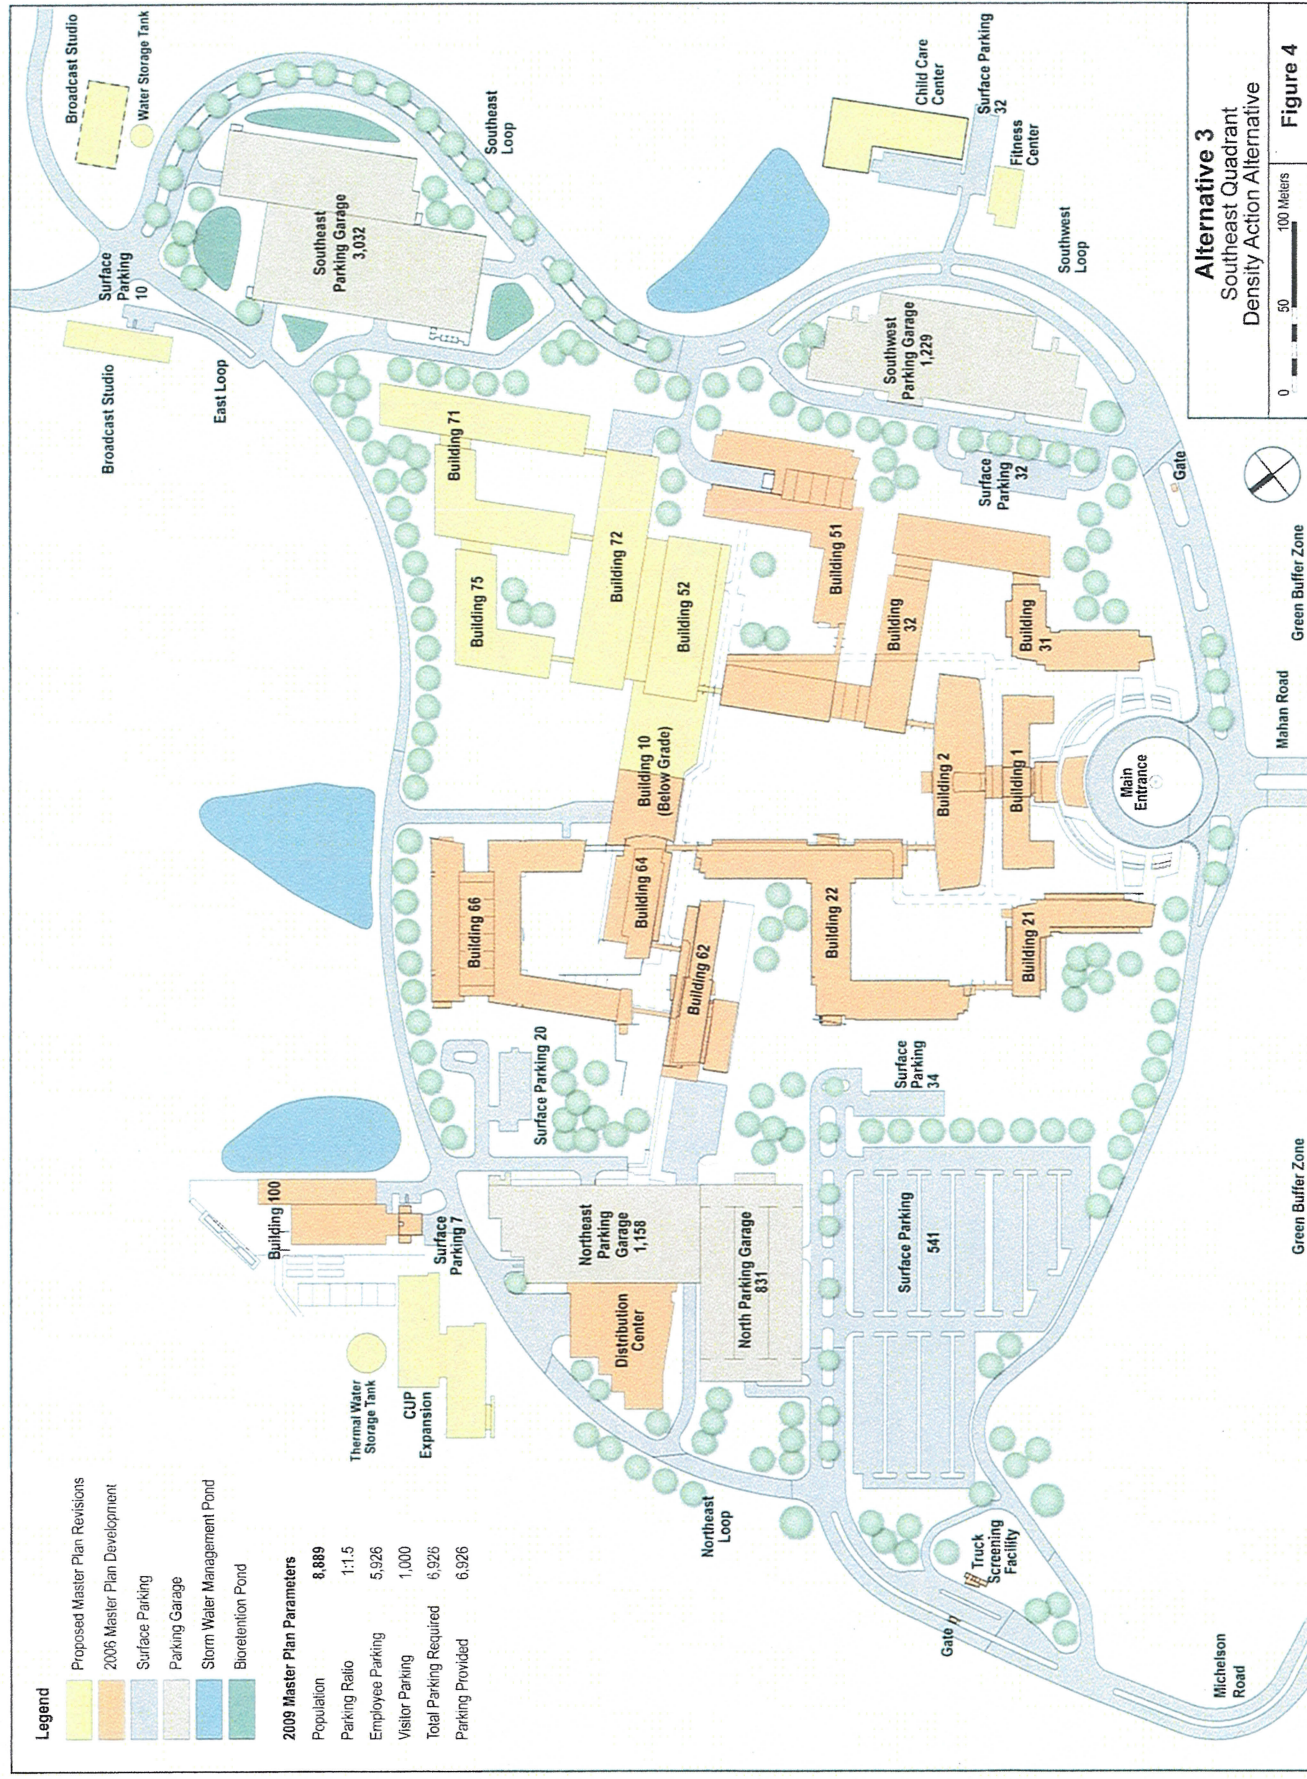 Legend
Proposed Master Plan Revisions
2006 Master Plan Development
Surface Parking
Parking Garage
Storm Water Management Pond
Bioretention Pond
2009 Master Plan Parameters
Population 8,889
Parking Ratio 1:1.5
Employee Parking 5,926
Visitor Parking 1,000
Total Parking Required 6,926
Parking Provided 6.926
Thermal Water
Storage Tank
CUP
Expansion
Building 100
Surface
Parking 7
Northeast
Loop
Distribution
Center
Northeast
Parking
Garage
1,158
North Parking Garage
831
Surface Parking
541
Surface Parking 20
Surface
Parking
34
Gate
Truck
Screening
Facility
Michelson
Road
Building 66
Building 64
Building 62
Building 22
Building 21
Building 10
(Below Grade)
Building 2
Building 1
Main
Entrance
Building 75
Building 71
Building 72
Building 52
Building 51
Building
32
Building
31
East Loop
Broadcast Studio
Surface
Parking
10
Broadcast Studio
Water Storage Tank
Southeast
Parking Garage
3,032
Southeast
Loop
Southwest
Parking Garage
1,229
Surface
Parking
32
Child Care
Center
Surface Parking
32
Fitness
Center
Southwest
Loop
Gate
Green Buffer Zone
Mahan Road
Green Buffer Zone
Alternative 3
Southeast Quadrant
Density Action Alternative
0 50 100 Meters
Figure 4